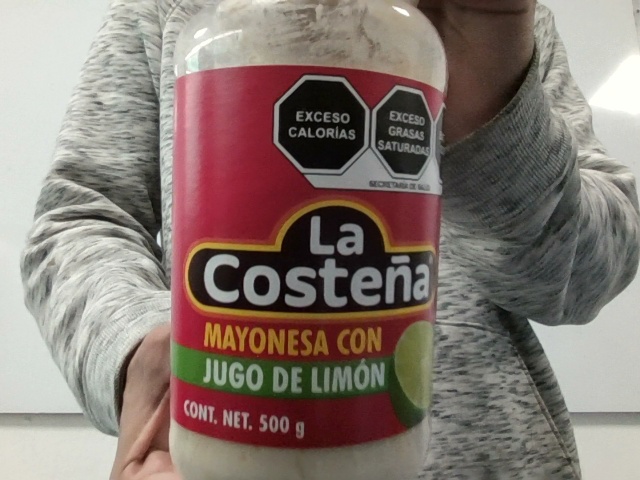 EXCESO
CALORÍAS
EXCESO
GRASAS
SATURADAS
SECRETARÍA DE SALUD
La
Costeña
MAYONESA CON
JUGO DE LIMÓN
CONT. NET. 500 g